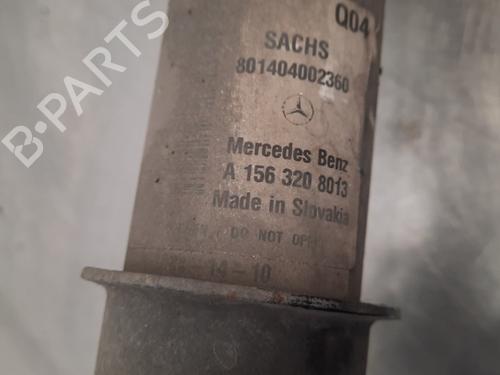 Q04
SACHS
801404002360
Mercedes Benz
A 156 320 8013
Made in Slovakia
DO NOT OPEN
14-10
B-PARTS